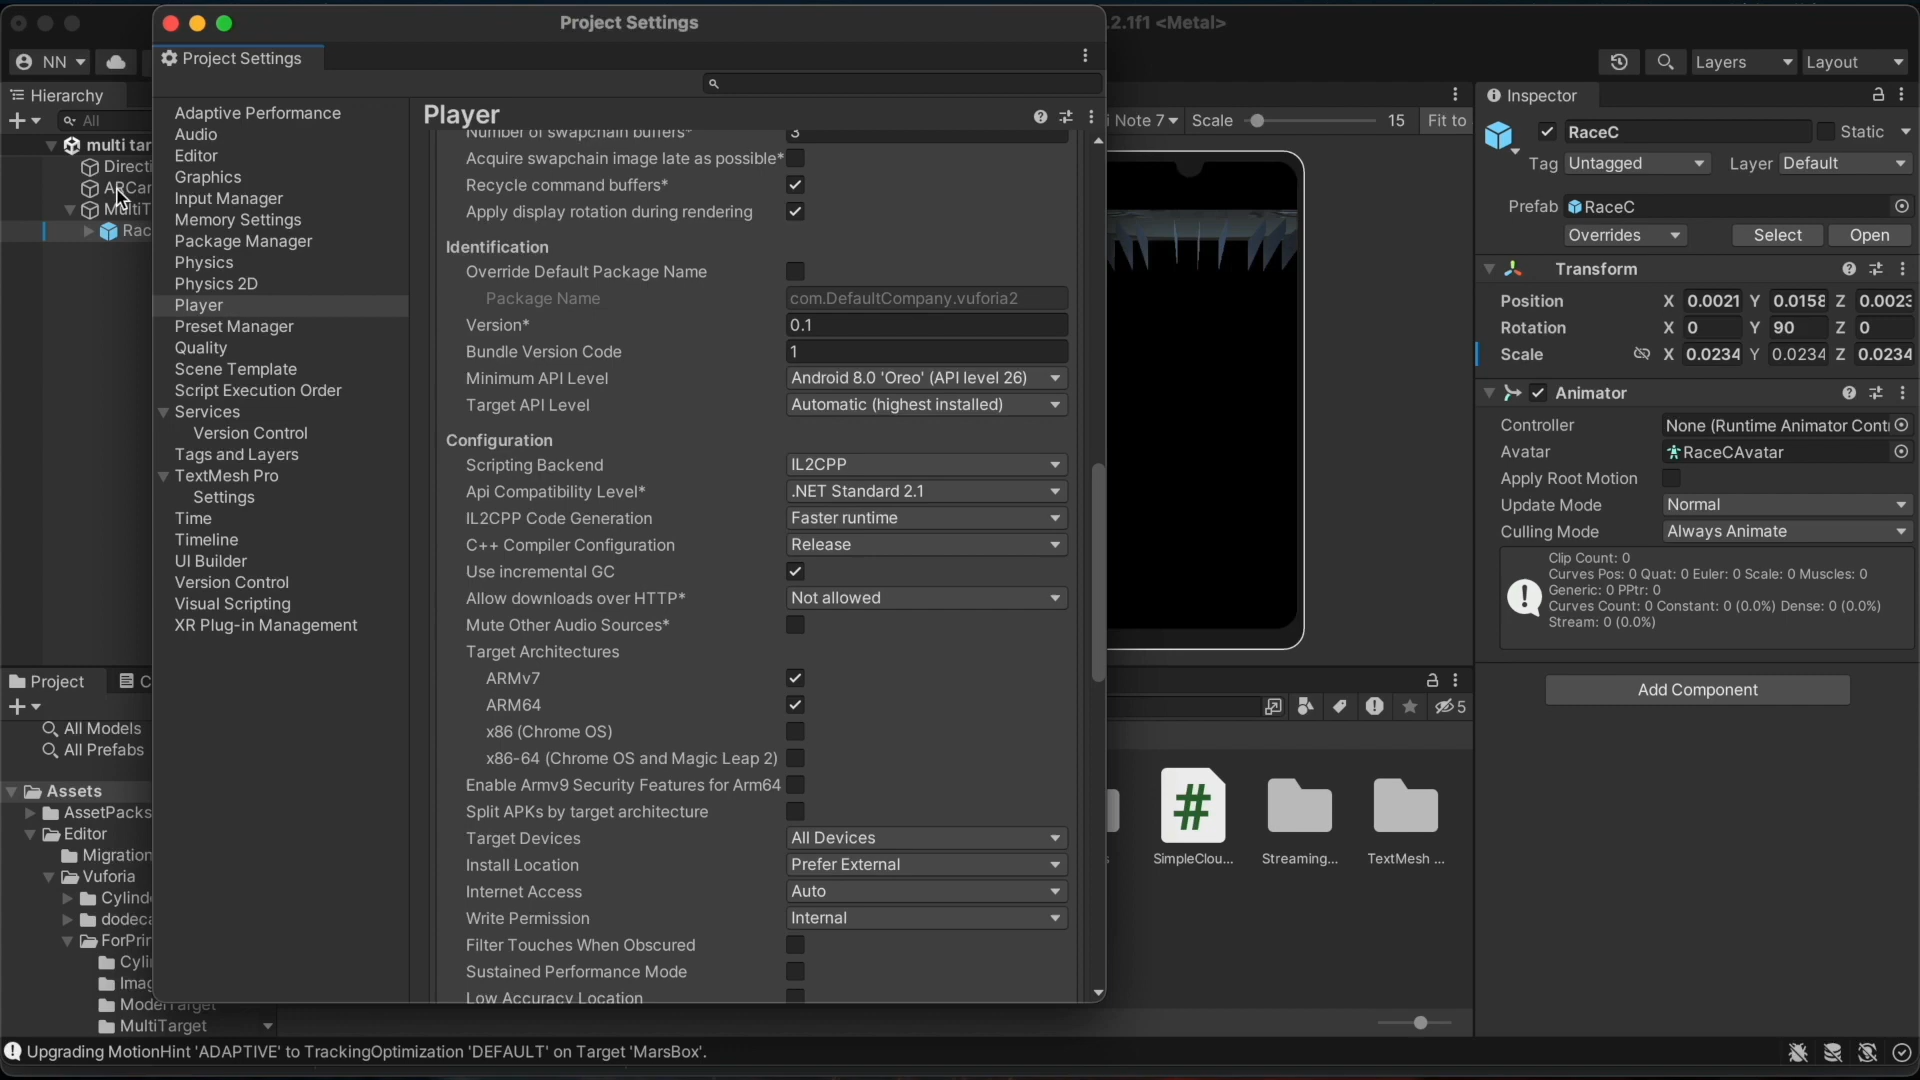 Project Settings
.2.1f1 <Metal>
Project Settings
NN
Layers
Layout
Hierarchy
All
multi tar
Directi
ARCar
MultiT
Rac
Adaptive Performance
Audio
Editor
Graphics
Input Manager
Memory Settings
Package Manager
Physics
Physics 2D
Player
Preset Manager
Quality
Scene Template
Script Execution Order
Services
Version Control
Tags and Layers
TextMesh Pro
Settings
Time
Timeline
UI Builder
Version Control
Visual Scripting
XR Plug-in Management
Player
Number of swapchain buffers* 3
Acquire swapchain image late as possible*
Recycle command buffers*
Apply display rotation during rendering
Identification
Override Default Package Name
Package Name com.DefaultCompany.vuforia2
Version* 0.1
Bundle Version Code 1
Minimum API Level Android 8.0 'Oreo' (API level 26)
Target API Level Automatic (highest installed)
Configuration
Scripting Backend IL2CPP
Api Compatibility Level* .NET Standard 2.1
IL2CPP Code Generation Faster runtime
C++ Compiler Configuration Release
Use incremental GC
Allow downloads over HTTP* Not allowed
Mute Other Audio Sources*
Target Architectures
ARMv7
ARM64
x86 (Chrome OS)
x86-64 (Chrome OS and Magic Leap 2)
Enable Armv9 Security Features for Arm64
Split APKs by target architecture
Target Devices All Devices
Install Location Prefer External
Internet Access Auto
Write Permission Internal
Filter Touches When Obscured
Sustained Performance Mode
Low Accuracy Location
i Note 7 Scale 15 Fit to
Inspector
RaceC Static
Tag Untagged Layer Default
Prefab RaceC
Overrides Select Open
Transform
Position X 0.0021 Y 0.0158 Z 0.0023
Rotation X 0 Y 90 Z 0
Scale X 0.0234 Y 0.0234 Z 0.0234
Animator
Controller None (Runtime Animator Conti
Avatar RaceCAvatar
Apply Root Motion
Update Mode Normal
Culling Mode Always Animate
Clip Count: 0
Curves Pos: 0 Quat: 0 Euler: 0 Scale: 0 Muscles: 0
Generic: 0 PPtr: 0
Curves Count: 0 Constant: 0 (0.0%) Dense: 0 (0.0%)
Stream: 0 (0.0%)
Add Component
Project C
All Models
All Prefabs
Assets
AssetPacks
Editor
Migration
Vuforia
Cylind
dodeca
ForPrin
Cyli
Imag
ModelTarget
MultiTarget
5
#
s SimpleClou... Streaming... TextMesh ...
Upgrading MotionHint 'ADAPTIVE' to TrackingOptimization 'DEFAULT' on Target 'MarsBox'.